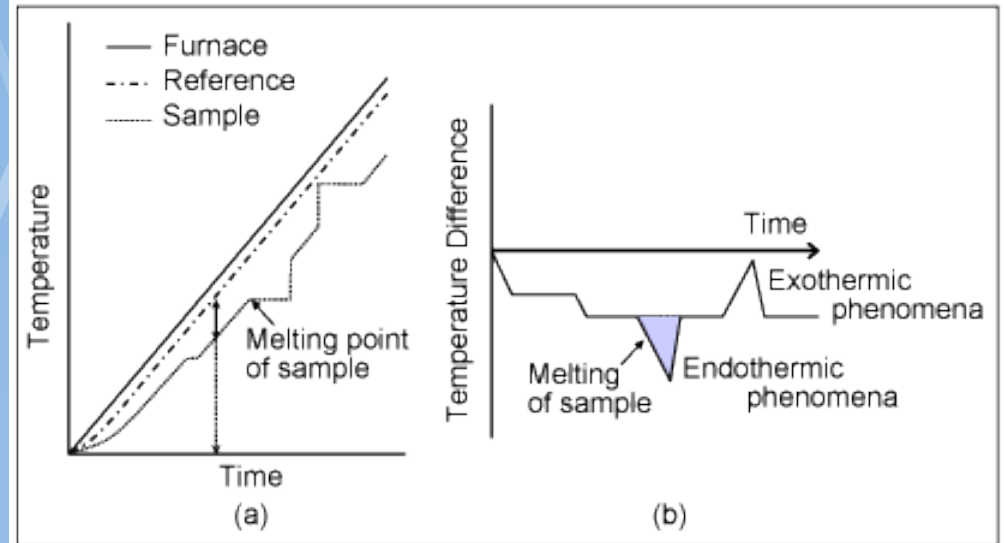 Furnace
Reference
Sample
Temperature
Melting point
of sample
Time
(a)
Temperature Difference
Time
Exothermic
phenomena
Melting
of sample
Endothermic
phenomena
(b)